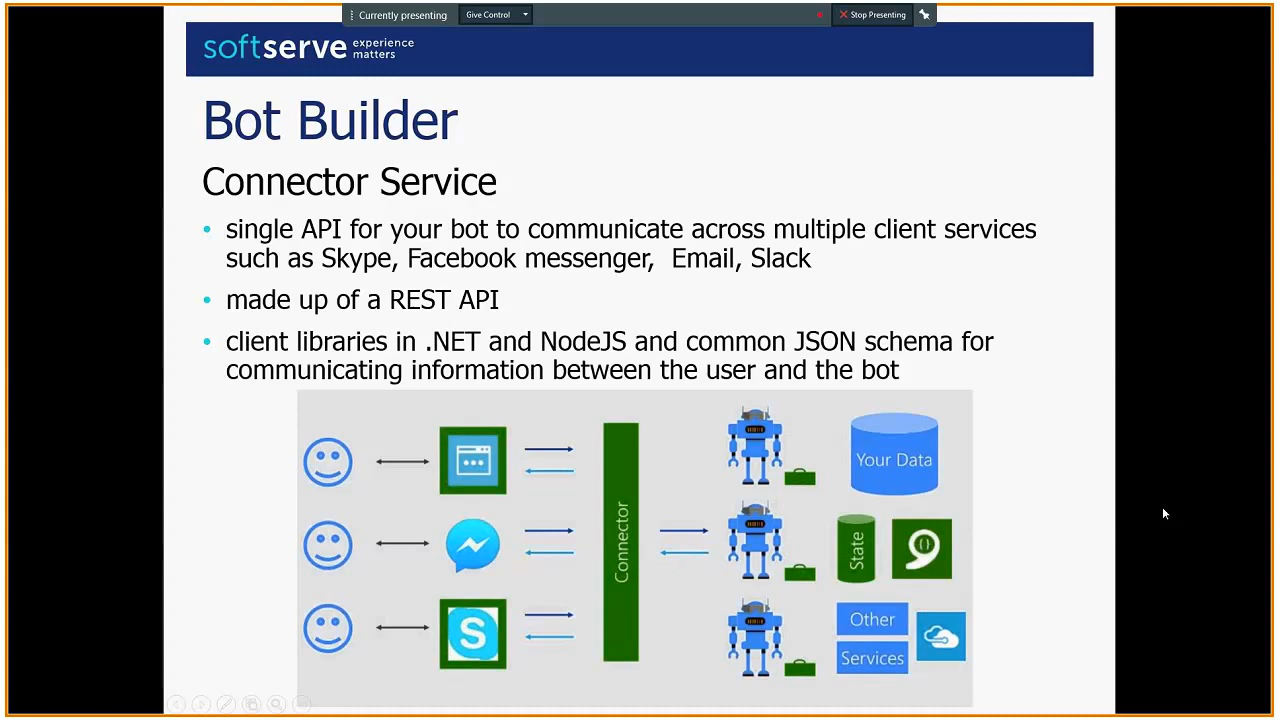 Currently presenting
Give Control
Stop Presenting
softserve experience matters
Bot Builder
Connector Service
• single API for your bot to communicate across multiple client services
such as Skype, Facebook messenger, Email, Slack
• made up of a REST API
• client libraries in .NET and NodeJS and common JSON schema for
communicating information between the user and the bot
Your Data
Connector
State
S
Other
Services